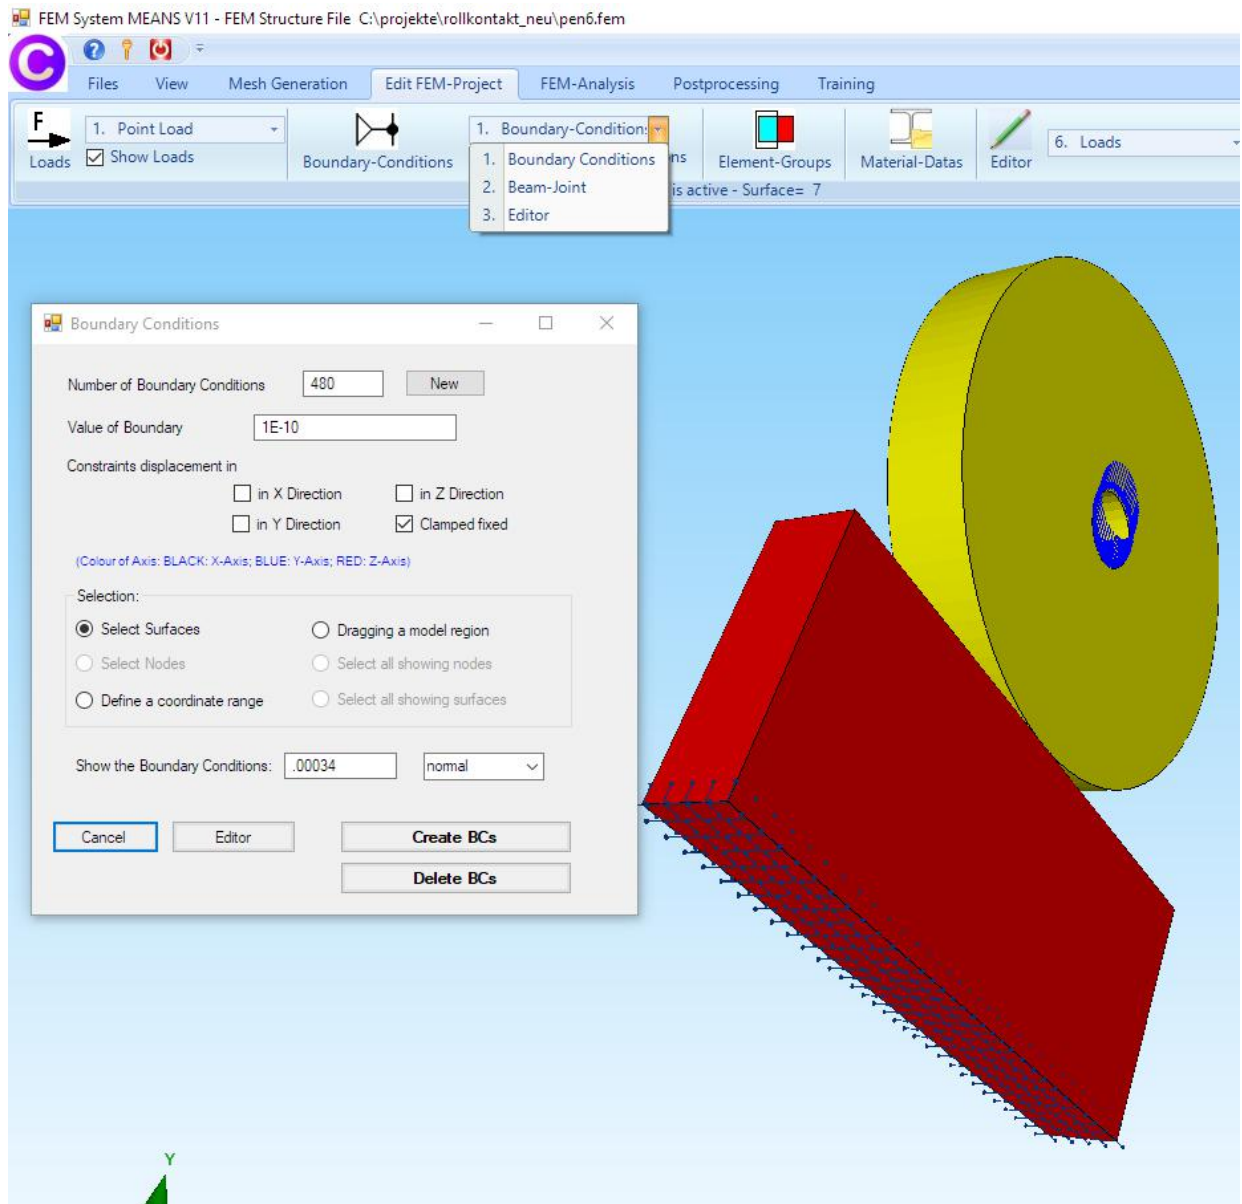 FEM System MEANS V11 - FEM Structure File C:\projekte\rollkontakt_neu\pen6.fem
C
Files View Mesh Generation Edit FEM-Project FEM-Analysis Postprocessing Training
F
1. Point Load
Loads
Show Loads
Boundary-Conditions
1. Boundary-Condition:
1. Boundary Conditions
2. Beam-Joint
3. Editor
Element-Groups
Material-Datas
Editor
6. Loads
is active - Surface= 7
Boundary Conditions
Number of Boundary Conditions 480 New
Value of Boundary 1E-10
Constraints displacement in
in X Direction in Z Direction
in Y Direction Clamped fixed
(Colour of Axis: BLACK: X-Axis; BLUE: Y-Axis; RED: Z-Axis)
Selection:
Select Surfaces Dragging a model region
Select Nodes Select all showing nodes
Define a coordinate range Select all showing surfaces
Show the Boundary Conditions: .00034 normal
Cancel Editor Create BCs
Delete BCs
Y